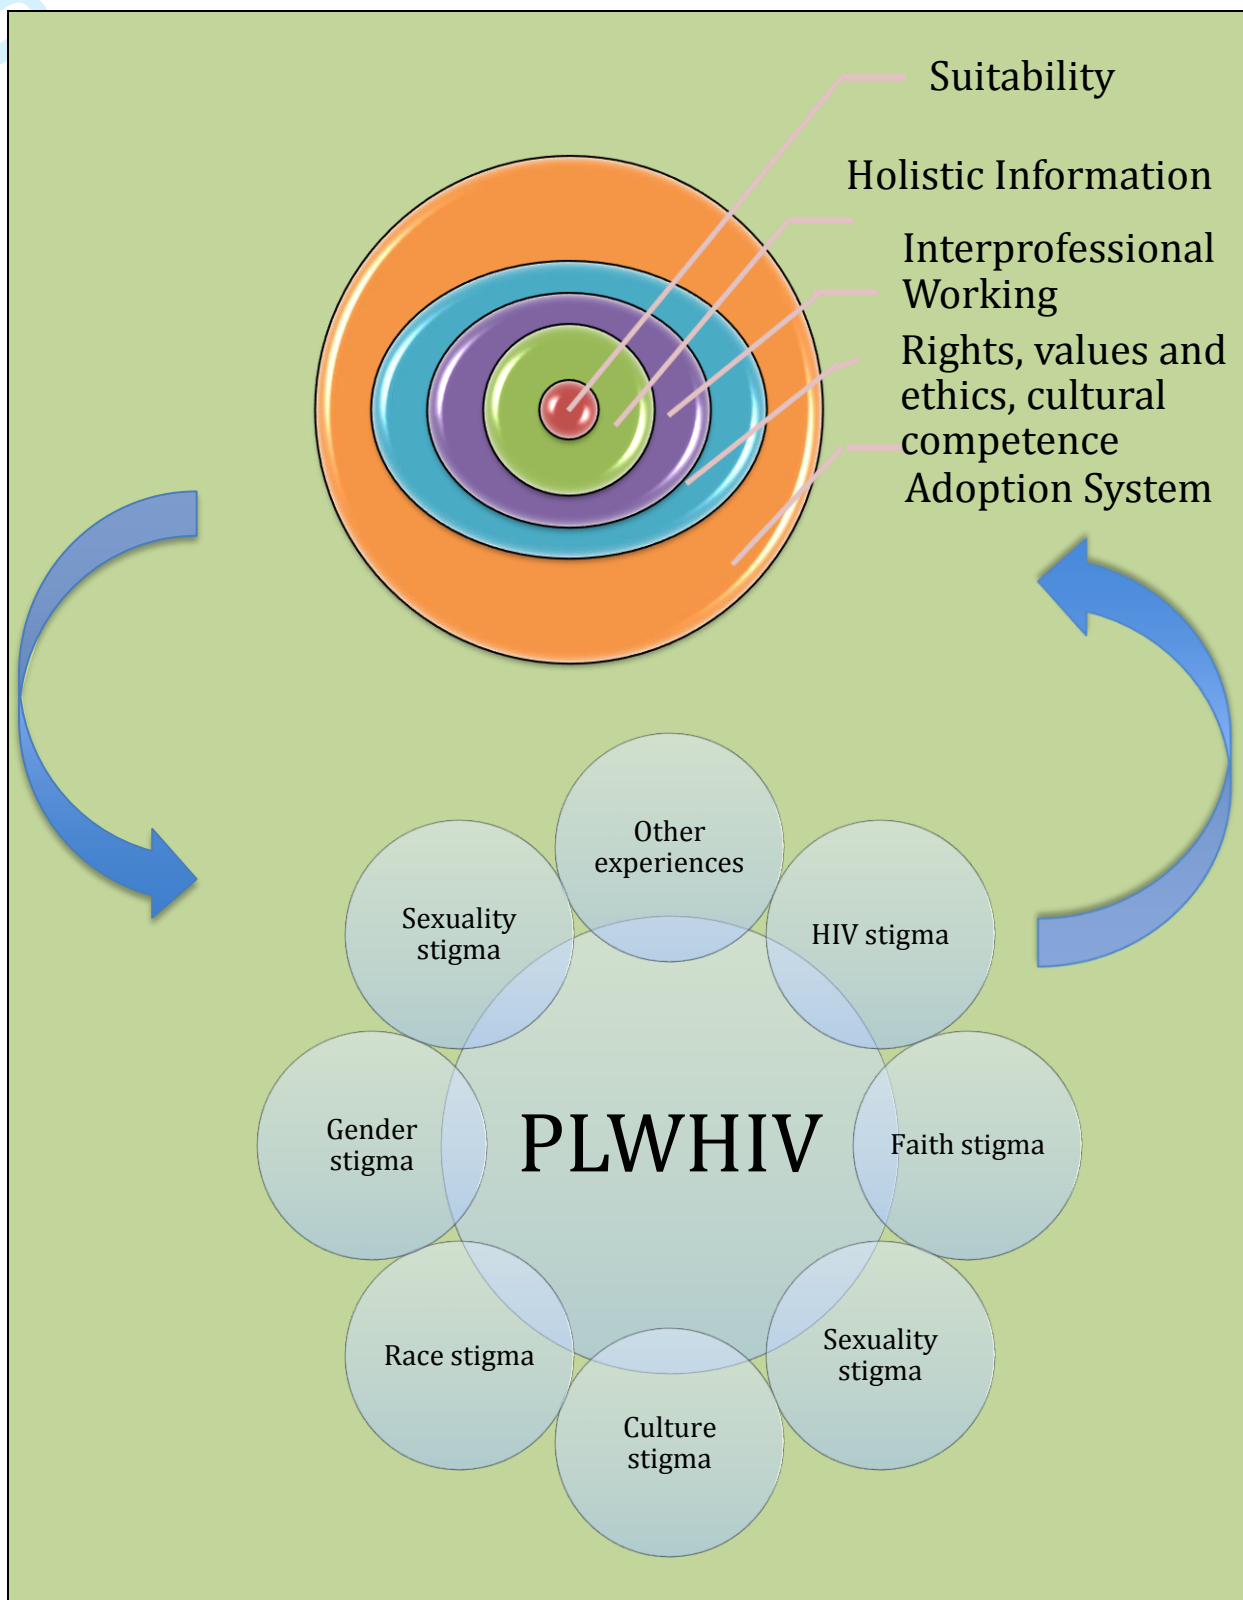 Suitability
Holistic Information
Interprofessional
Working
Rights, values and
ethics, cultural
competence
Adoption System
Other
experiences
Sexuality
stigma
HIV stigma
Gender
stigma
PLWHIV
Faith stigma
Race stigma
Sexuality
stigma
Culture
stigma